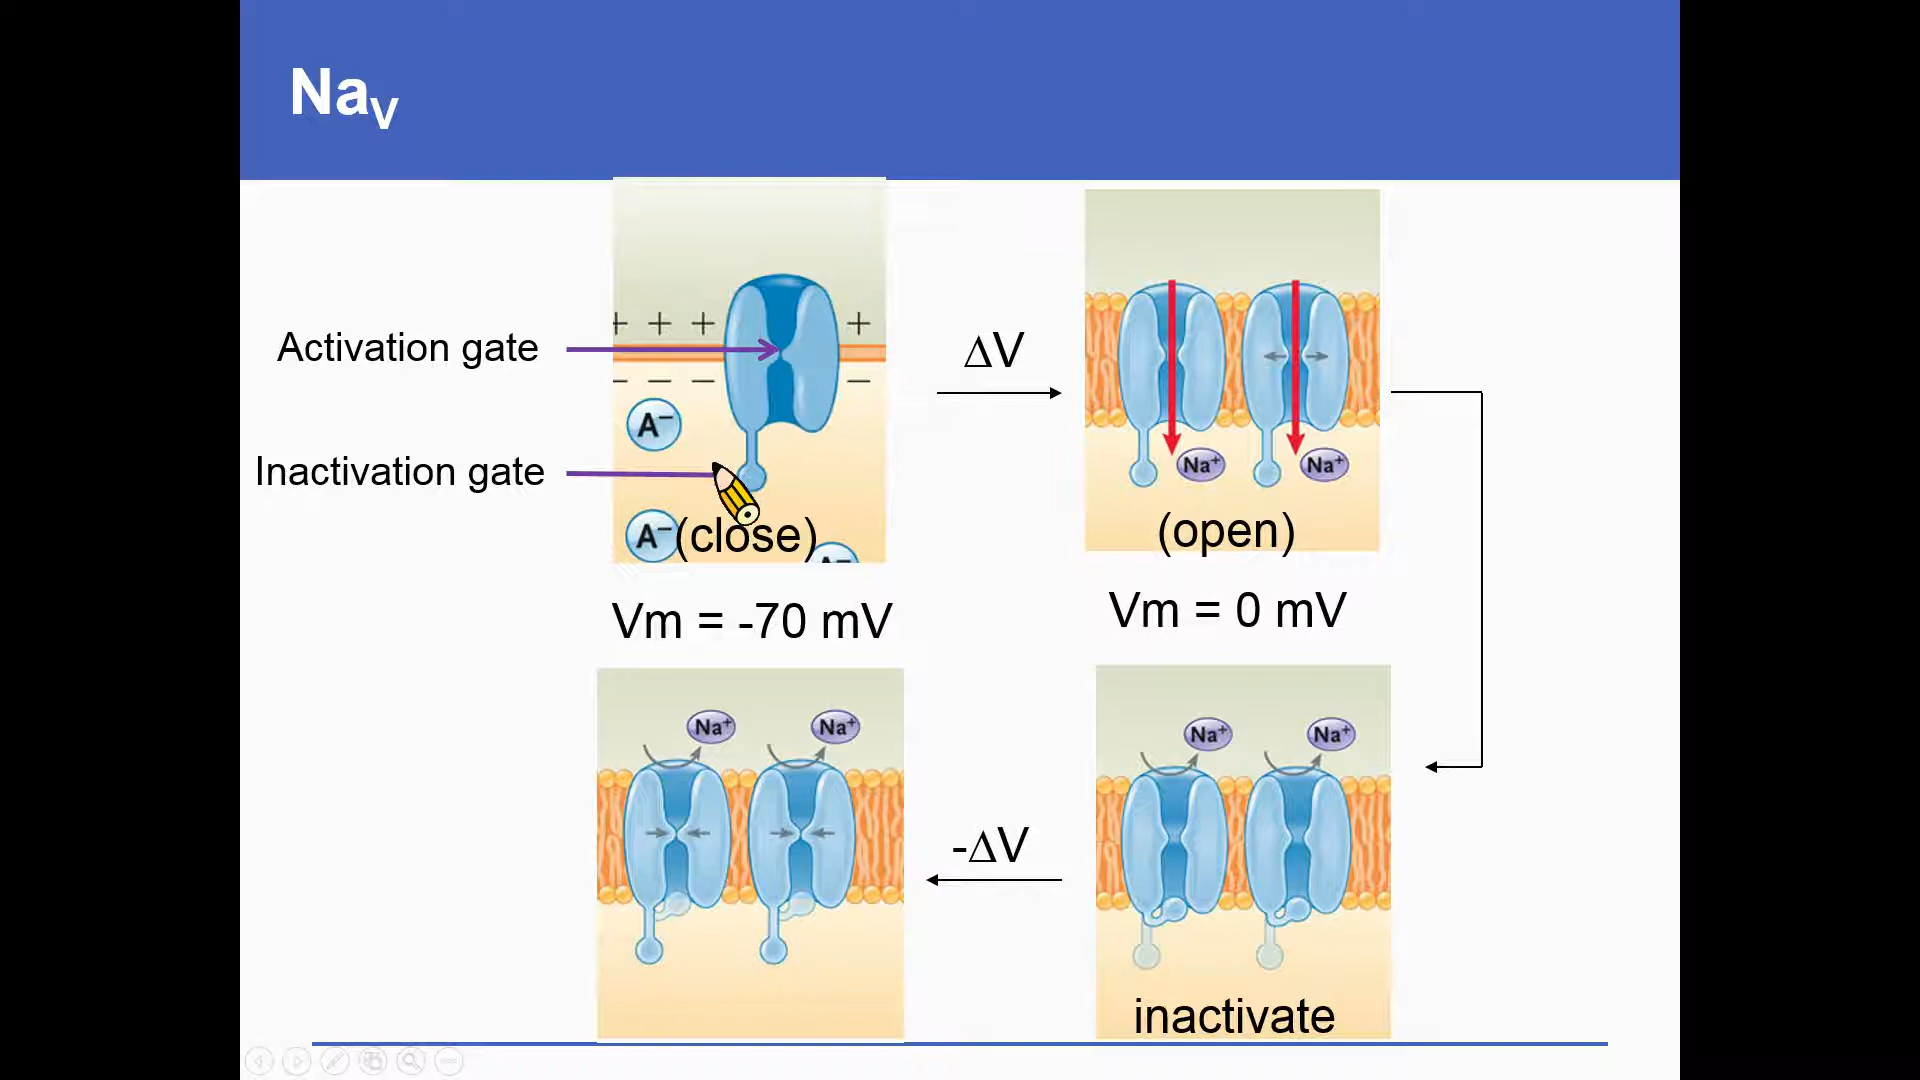 Na_V
+ + + +
Activation gate
ΔV
− − − −
A⁻
Inactivation gate
Na⁺ Na⁺
A⁻ (close)
A⁻
(open)
Vm = -70 mV
Vm = 0 mV
Na⁺ Na⁺
Na⁺ Na⁺
-ΔV
inactivate